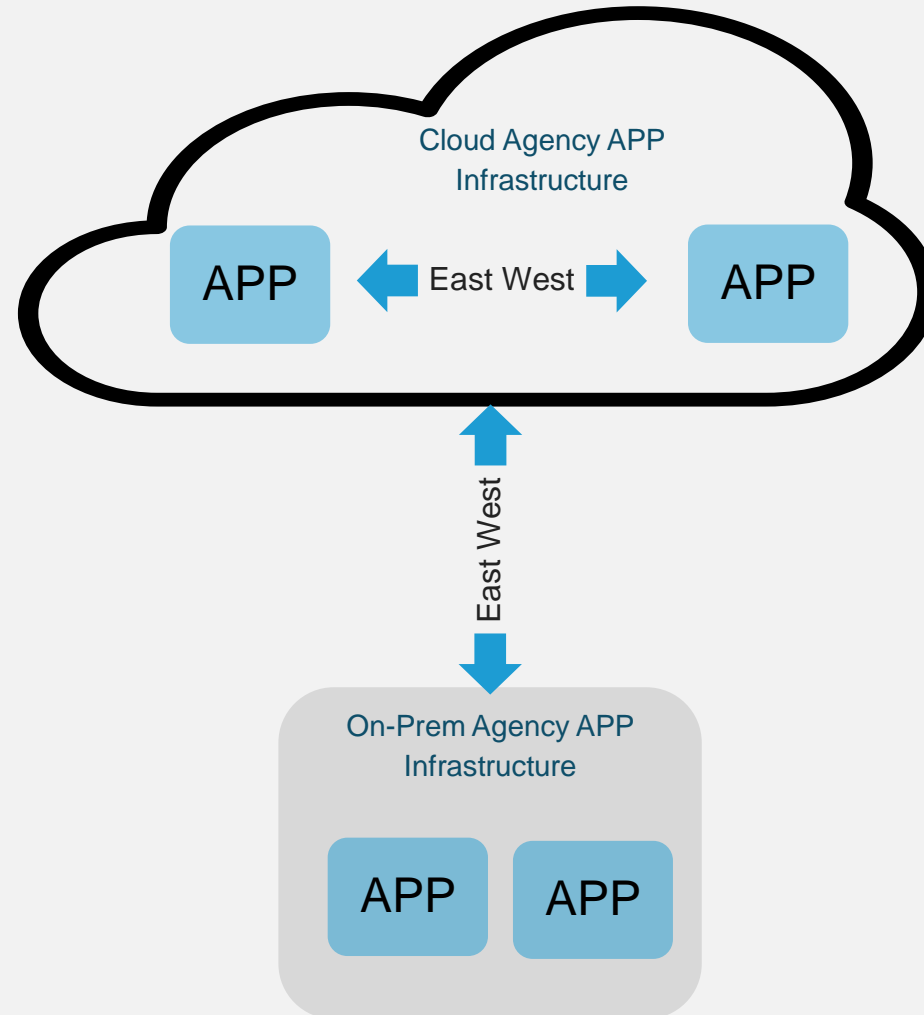 Cloud Agency APP
Infrastructure
APP
East West
APP
East West
On-Prem Agency APP
Infrastructure
APP
APP